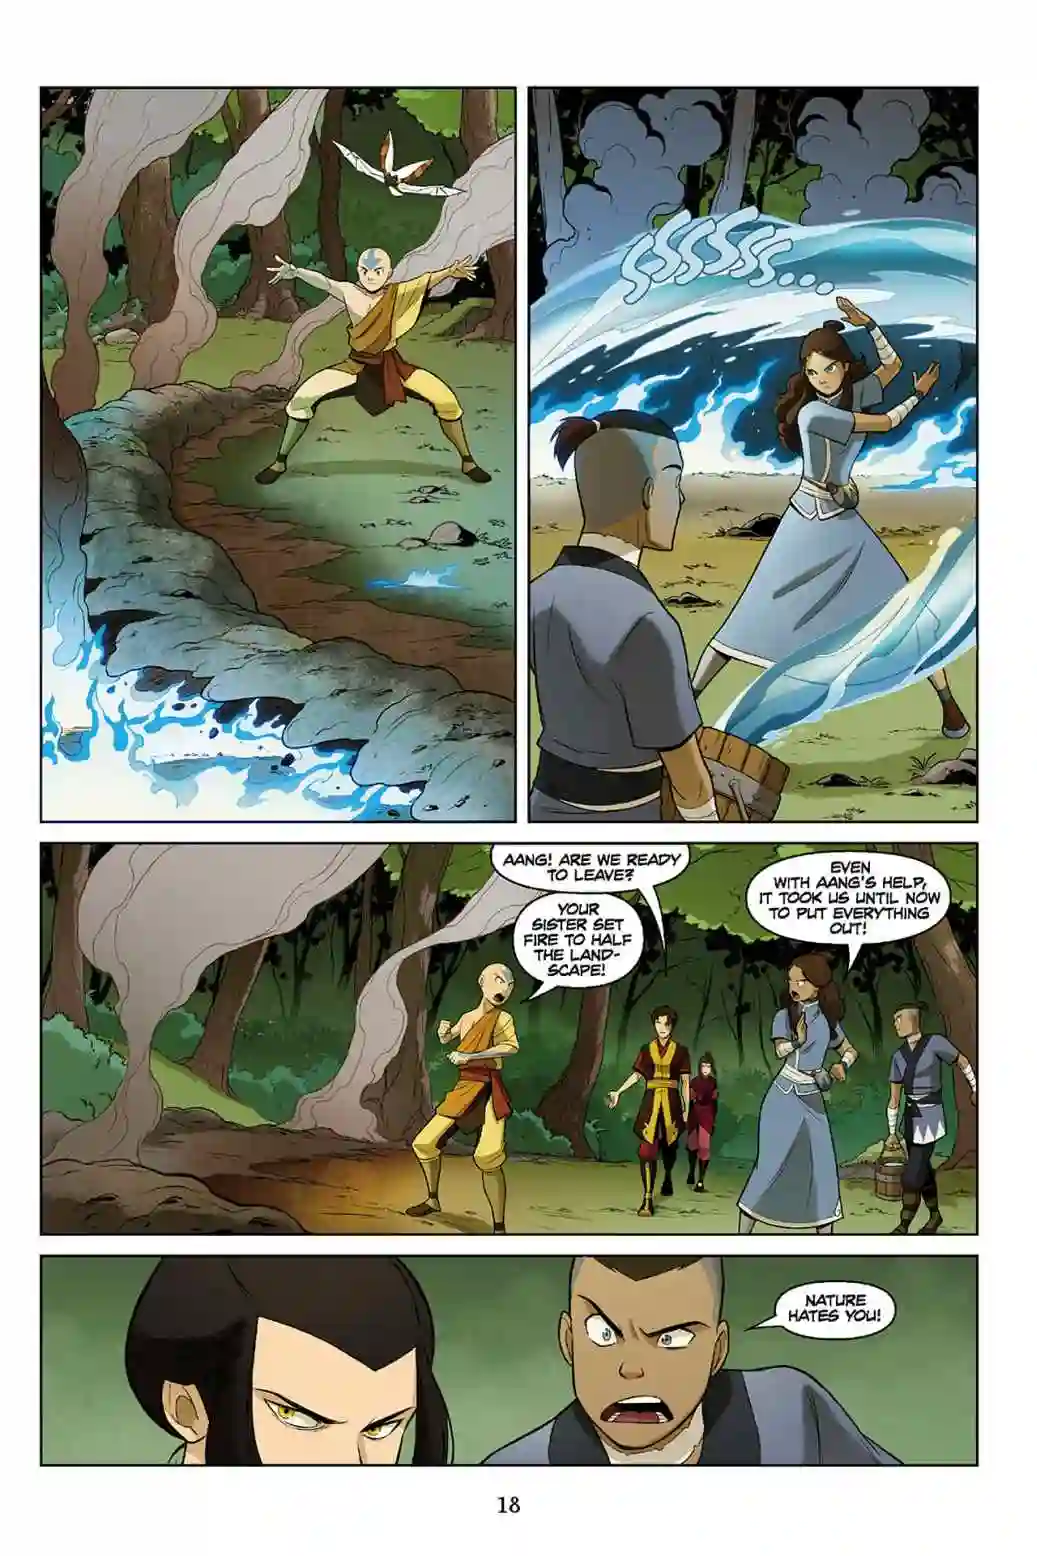 SSSSSSS...
AANG! ARE WE READY
TO LEAVE?
YOUR
SISTER SET
FIRE TO HALF
THE LAND-
SCAPE!
EVEN
WITH AANG'S HELP,
IT TOOK US UNTIL NOW
TO PUT EVERYTHING
OUT!
NATURE
HATES YOU!
18